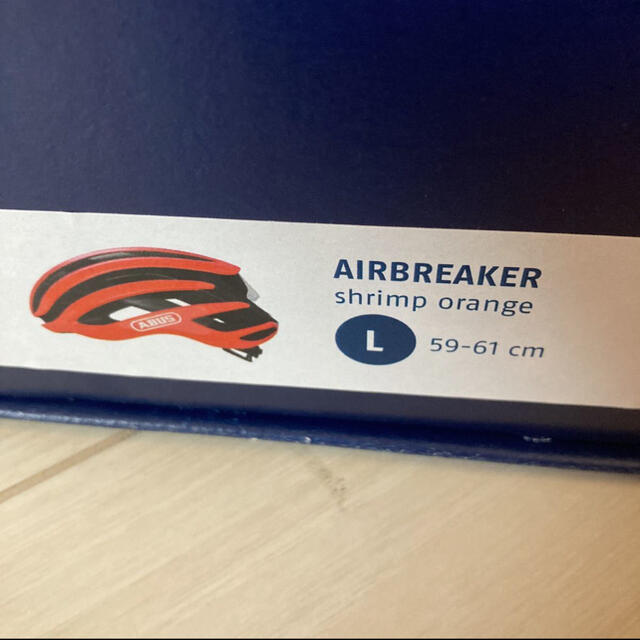 ABUS
AIRBREAKER
shrimp orange
L 59-61 cm